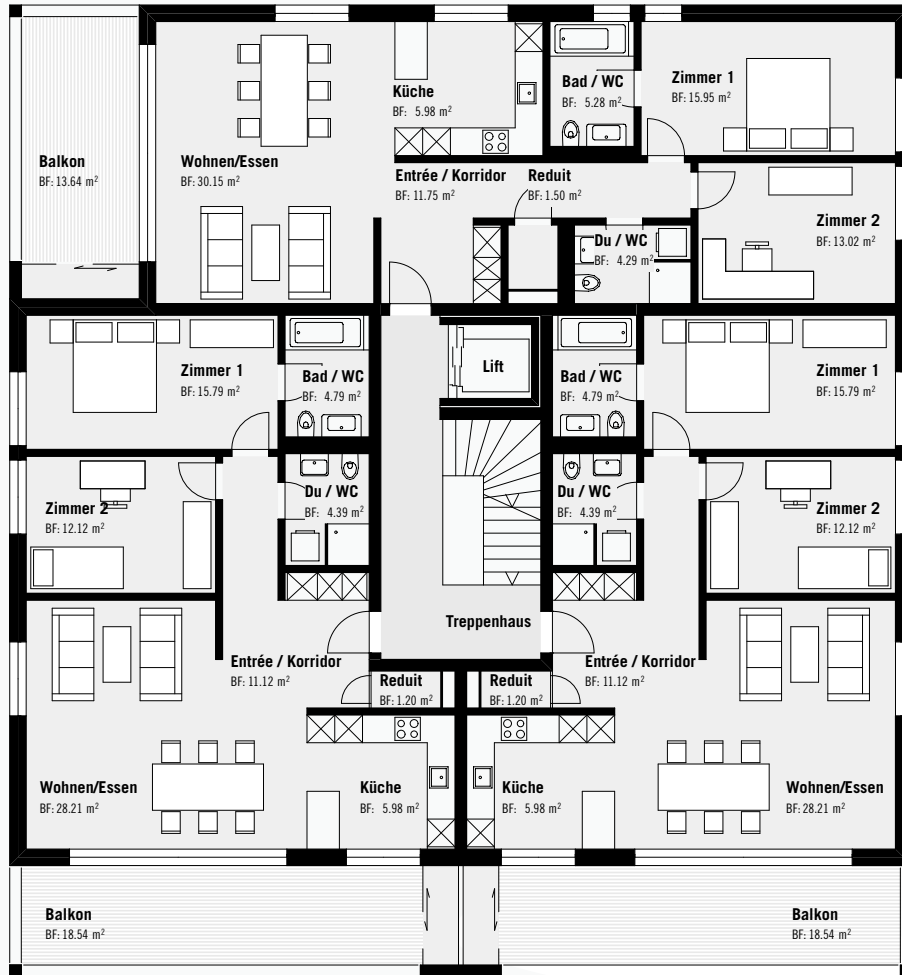 Küche
BF: 5.98 m²
Bad / WC
BF: 5.28 m²
Zimmer 1
BF: 15.95 m²
Balkon
BF: 13.64 m²
Wohnen/Essen
BF: 30.15 m²
Entrée / Korridor
BF: 11.75 m²
Reduit
BF: 1.50 m²
Zimmer 2
BF: 13.02 m²
Du / WC
BF: 4.29 m²
Zimmer 1
BF: 15.79 m²
Bad / WC
BF: 4.79 m²
Lift
Bad / WC
BF: 4.79 m²
Zimmer 1
BF: 15.79 m²
Zimmer 2
BF: 12.12 m²
Du / WC
BF: 4.39 m²
Du / WC
BF: 4.39 m²
Zimmer 2
BF: 12.12 m²
Treppenhaus
Entrée / Korridor
BF: 11.12 m²
Reduit
BF: 1.20 m²
Reduit
BF: 1.20 m²
Entrée / Korridor
BF: 11.12 m²
Wohnen/Essen
BF: 28.21 m²
Küche
BF: 5.98 m²
Küche
BF: 5.98 m²
Wohnen/Essen
BF: 28.21 m²
Balkon
BF: 18.54 m²
Balkon
BF: 18.54 m²